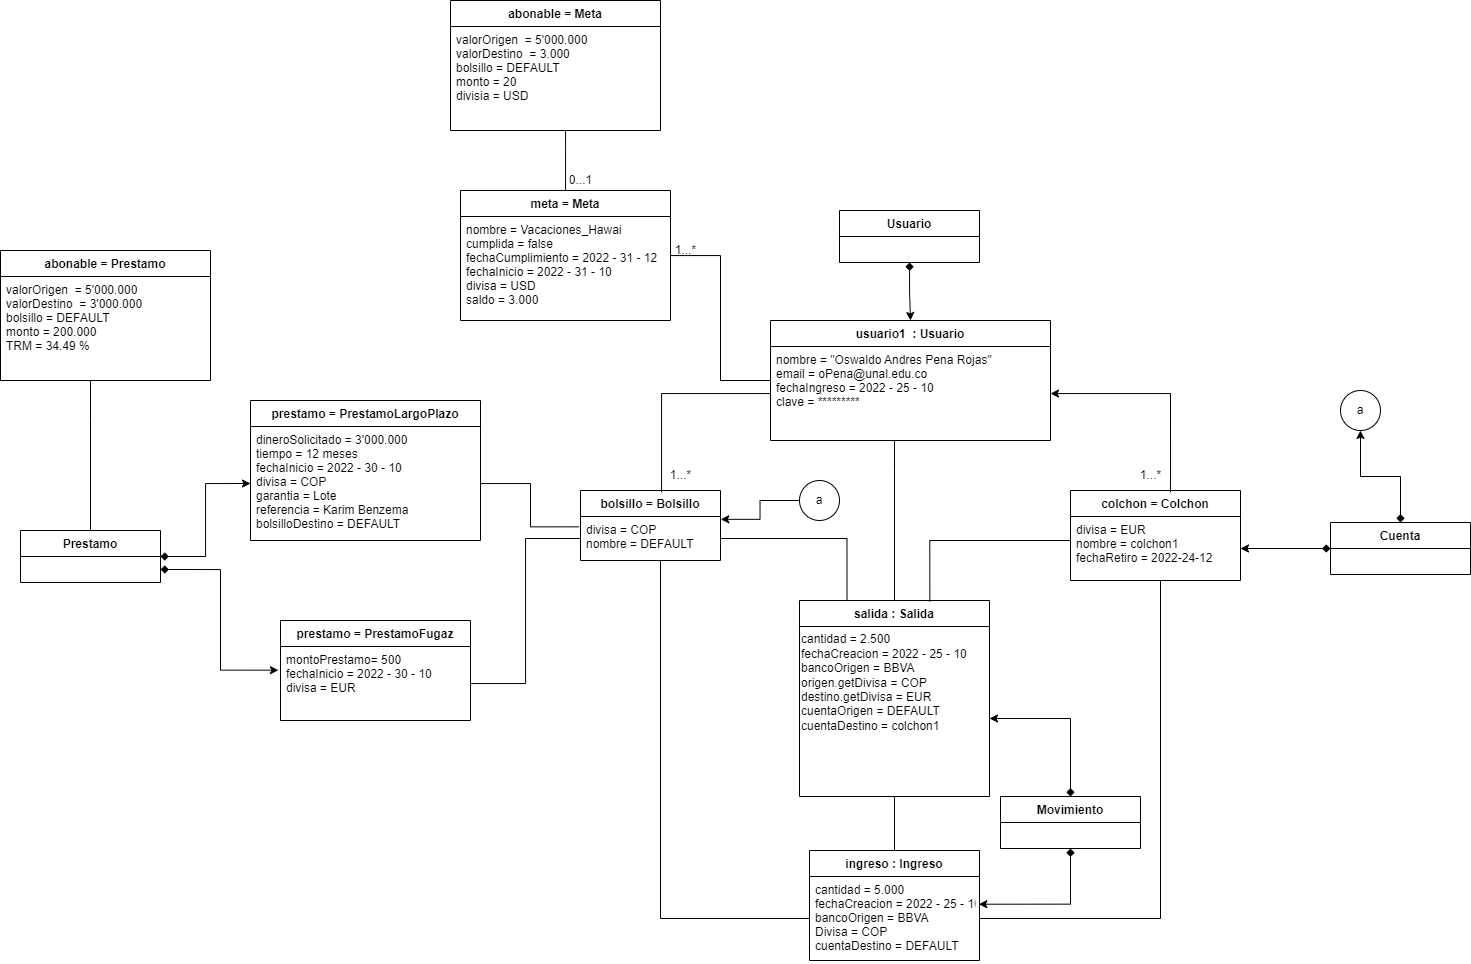 abonable = Meta
valorOrigen  = 5'000.000
valorDestino  = 3.000
bolsillo = DEFAULT
monto = 20
divisia = USD
0...1
meta = Meta
nombre = Vacaciones_Hawai
cumplida = false
fechaCumplimiento = 2022 - 31 - 12
fechaInicio = 2022 - 31 - 10
divisa = USD
saldo = 3.000
1...*
Usuario
abonable = Prestamo
valorOrigen  = 5'000.000
valorDestino  = 3'000.000
bolsillo = DEFAULT
monto = 200.000
TRM = 34.49 %
usuario1  : Usuario
nombre = "Oswaldo Andres Pena Rojas"
email = oPena@unal.edu.co
fechaIngreso = 2022 - 25 - 10
clave = *********
prestamo = PrestamoLargoPlazo
dineroSolicitado = 3'000.000
tiempo = 12 meses
fechaInicio = 2022 - 30 - 10
divisa = COP
garantia = Lote
referencia = Karim Benzema
bolsilloDestino = DEFAULT
a
1...*
1...*
bolsillo = Bolsillo
divisa = COP
nombre = DEFAULT
a
colchon = Colchon
divisa = EUR
nombre = colchon1
fechaRetiro = 2022-24-12
Cuenta
Prestamo
prestamo = PrestamoFugaz
montoPrestamo= 500
fechaInicio = 2022 - 30 - 10
divisa = EUR
salida : Salida
cantidad = 2.500
fechaCreacion = 2022 - 25 - 10
bancoOrigen = BBVA
origen.getDivisa = COP
destino.getDivisa = EUR
cuentaOrigen = DEFAULT
cuentaDestino = colchon1
Movimiento
ingreso : Ingreso
cantidad = 5.000
fechaCreacion = 2022 - 25 - 10
bancoOrigen = BBVA
Divisa = COP
cuentaDestino = DEFAULT